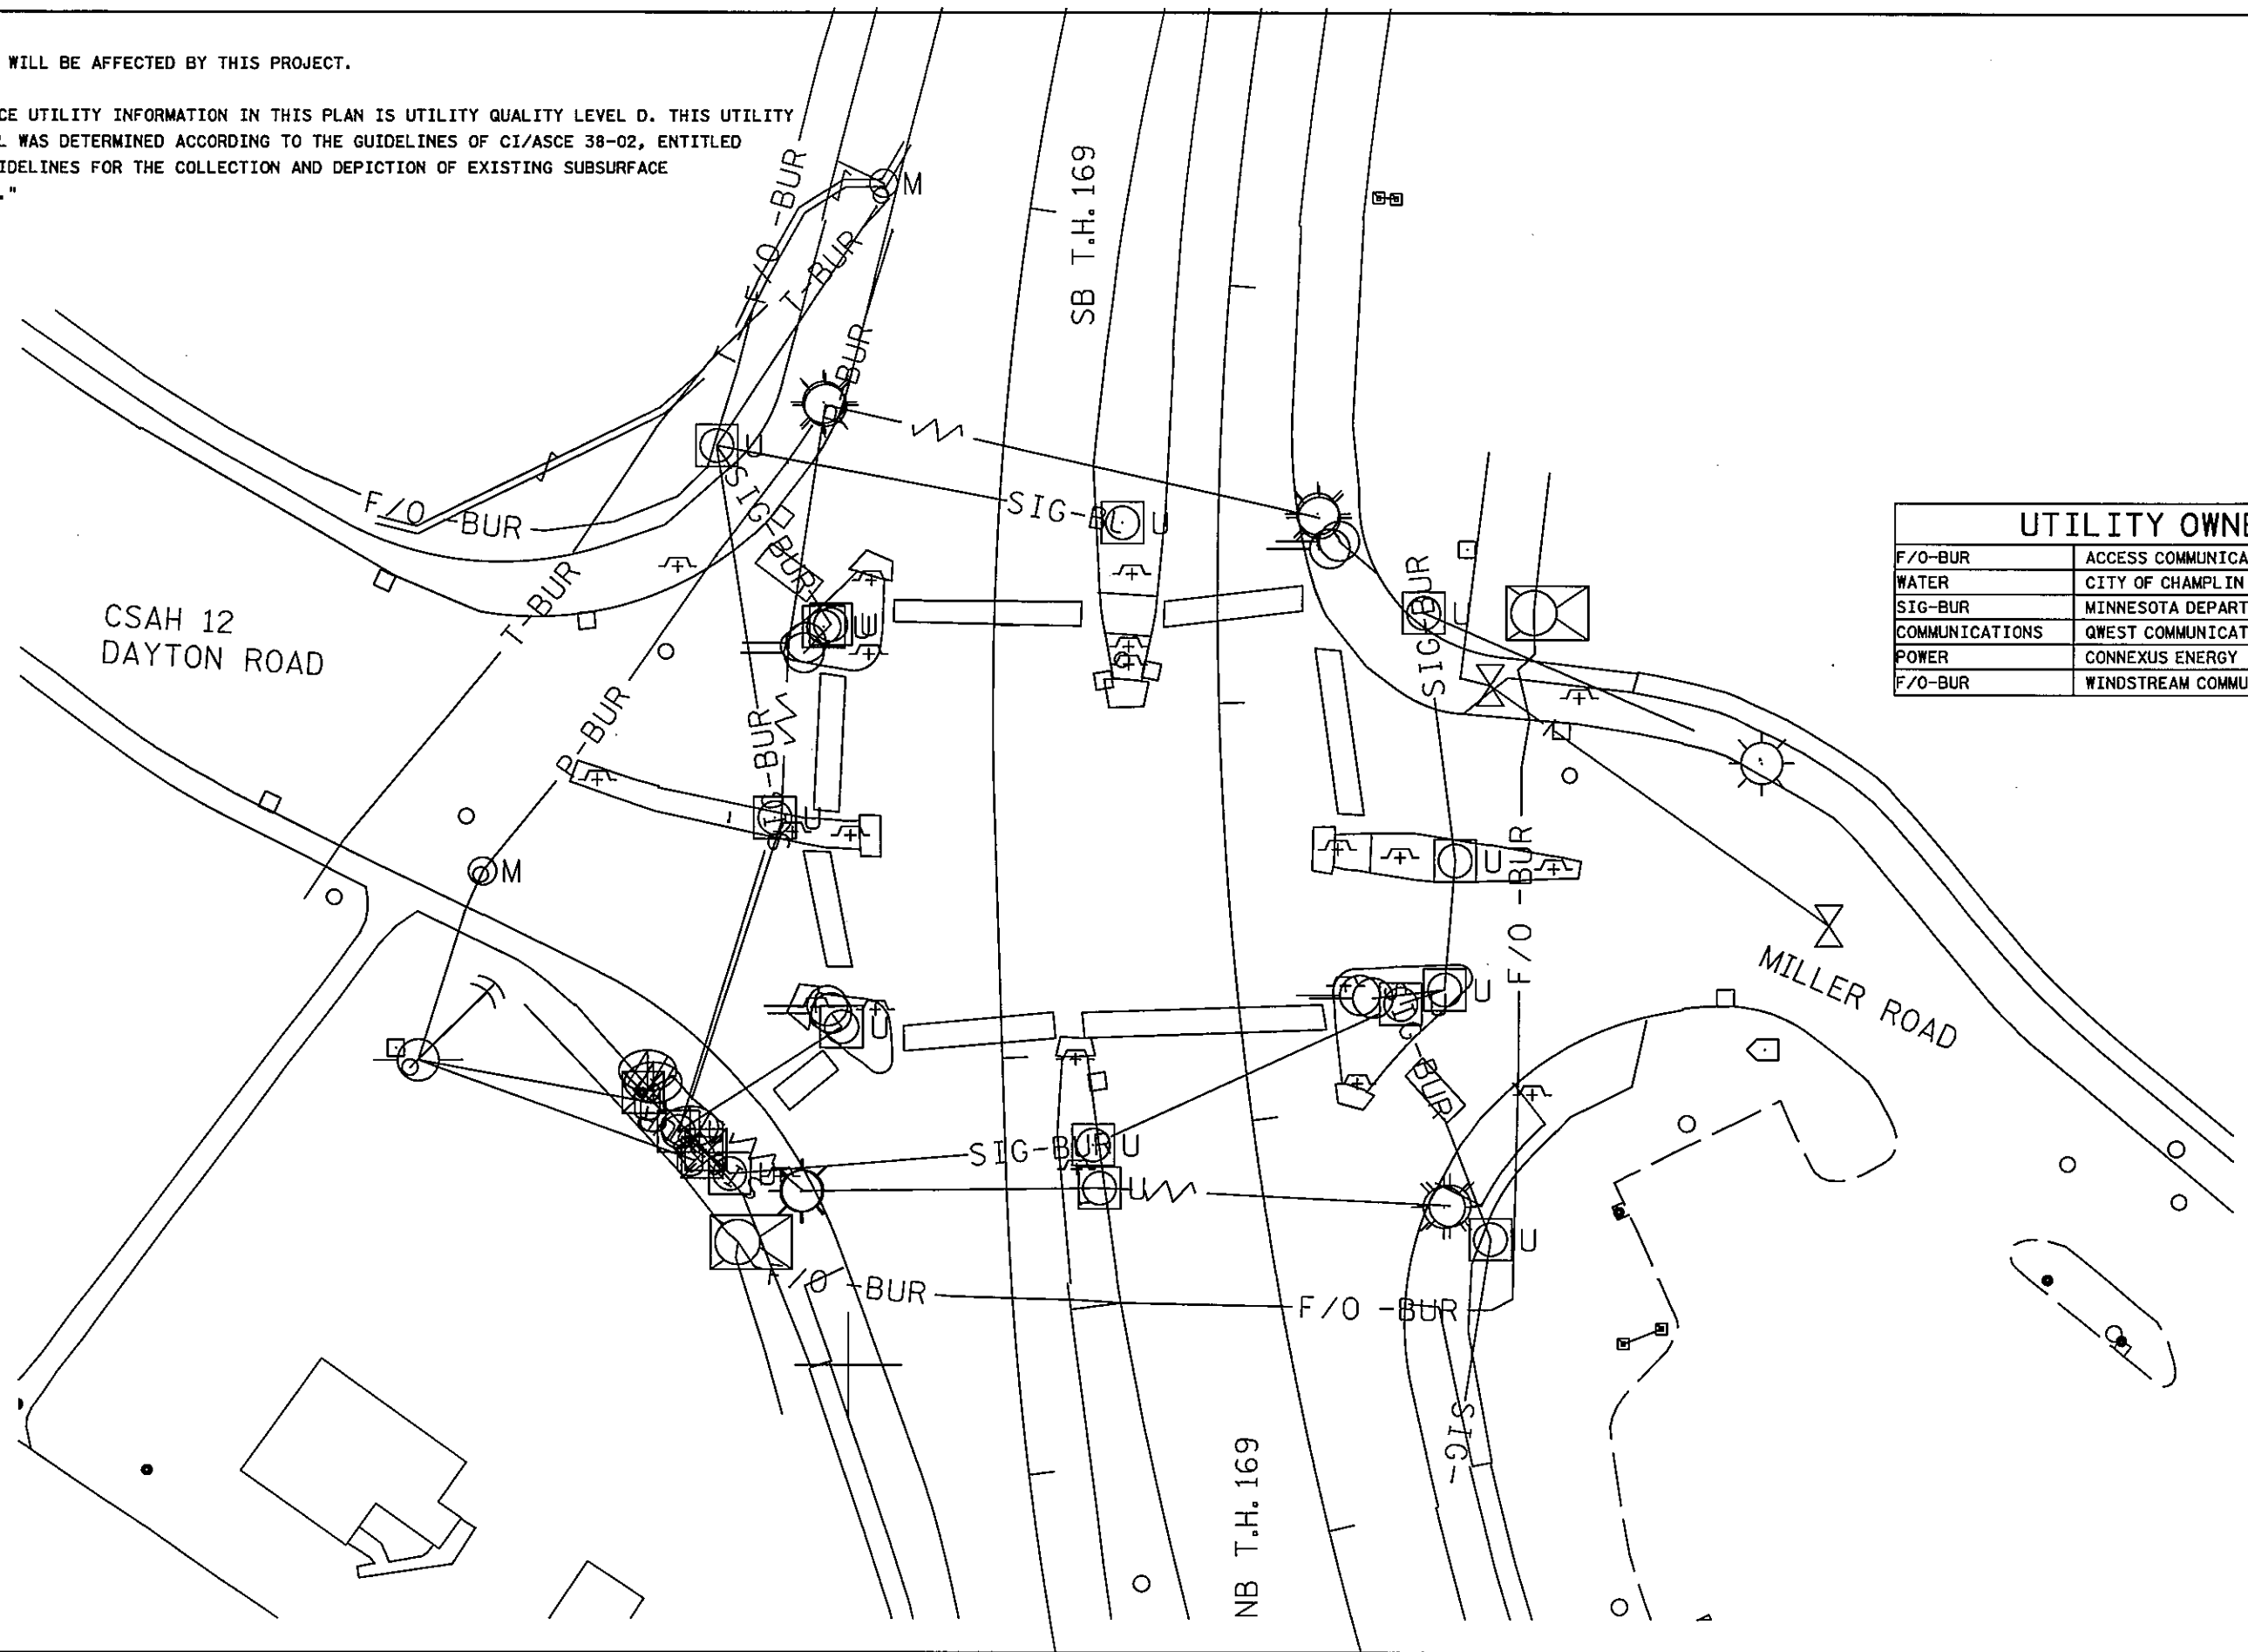 WILL BE AFFECTED BY THIS PROJECT.
CE UTILITY INFORMATION IN THIS PLAN IS UTILITY QUALITY LEVEL D. THIS UTILITY
WAS DETERMINED ACCORDING TO THE GUIDELINES OF CI/ASCE 38-02, ENTITLED
IDELINES FOR THE COLLECTION AND DEPICTION OF EXISTING SUBSURFACE
."
F/O -BUR
T-BUR
M
SB T.H.169
BUR
U
SIG-BUR
F/O -BUR
SIG-B
U
UTILITY OWNE
F/O-BUR ACCESS COMMUNICA
WATER CITY OF CHAMPLIN
SIG-BUR MINNESOTA DEPART
COMMUNICATIONS QWEST COMMUNICAT
POWER CONNEXUS ENERGY
F/O-BUR WINDSTREAM COMMU
CSAH 12
DAYTON ROAD
T-BUR
U
SIG-BUR
U
P-BUR
SIG-BUR
U
U
M
F/O -BUR
MILLER ROAD
U
U
SIG-BUR
SIG-BUR U
U
U
U
F/O -BUR
F/O -BUR
SIG-
NB T.H.169